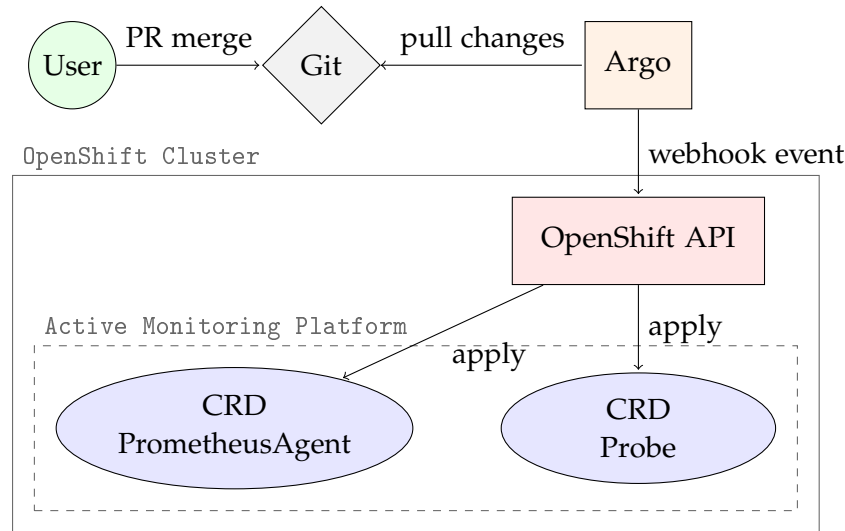 User
PR merge
Git
pull changes
Argo
OpenShift Cluster
webhook event
OpenShift API
Active Monitoring Platform
apply
apply
CRD
PrometheusAgent
CRD
Probe